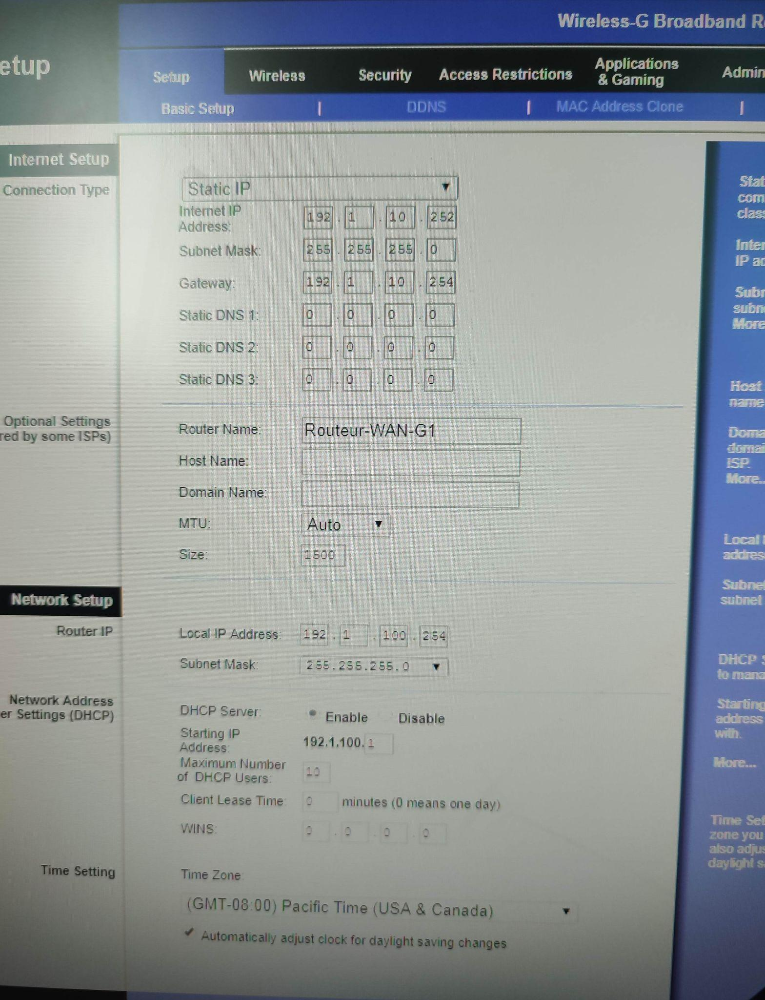 Wireless-G Broadband
etup
Setup
Wireless
Security
Access Restrictions
Applications
& Gaming
Admin
Basic Setup | DDNS | MAC Address Clone |
Internet Setup
Connection Type
Static IP
Internet IP
Address:
192 . 1 . 10 . 252
Subnet Mask: 255 . 255 . 255 . 0
Gateway: 192 . 1 . 10 . 254
Static DNS 1: 0 . 0 . 0 . 0
Static DNS 2: 0 . 0 . 0 . 0
Static DNS 3: 0 . 0 . 0 . 0
Optional Settings
red by some ISPs)
Router Name: Routeur-WAN-G1
Host Name:
Domain Name:
MTU: Auto
Size: 1500
Network Setup
Router IP
Local IP Address: 192 . 1 . 100 . 254
Subnet Mask: 255.255.255.0
Network Address
er Settings (DHCP)
DHCP Server: Enable Disable
Starting IP
Address:
192.1.100. 1
Maximum Number
of DHCP Users:
10
Client Lease Time: 0 minutes (0 means one day)
WINS: 0 . 0 . 0 . 0
Time Setting
Time Zone:
(GMT-08:00) Pacific Time (USA & Canada)
Automatically adjust clock for daylight saving changes
Stat
com
clas
Inter
IP ad
Subn
subne
More
Host
name
Doma
domai
ISP.
More..
Local
addres
Subnet
subnet
DHCP S
to mana
Starting
address
with.
More...
Time Set
zone you
also adjus
daylight s